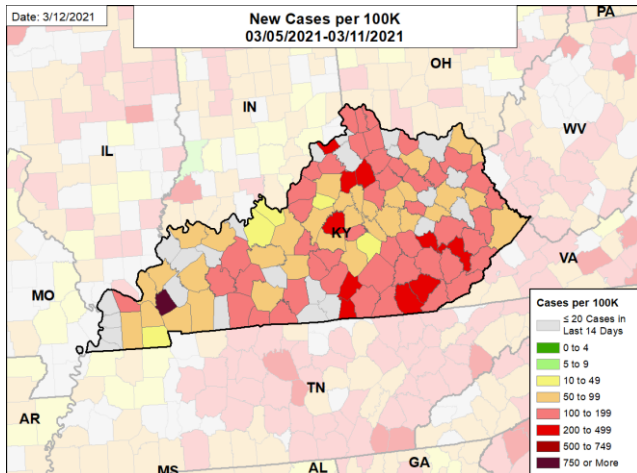 Date: 3/12/2021
New Cases per 100K
03/05/2021-03/11/2021
PA
OH
IN
IL
WV
KY
VA
MO
TN
AR
MS
AL
GA
Cases per 100K
≤ 20 Cases in
Last 14 Days
0 to 4
5 to 9
10 to 49
50 to 99
100 to 199
200 to 499
500 to 749
750 or More